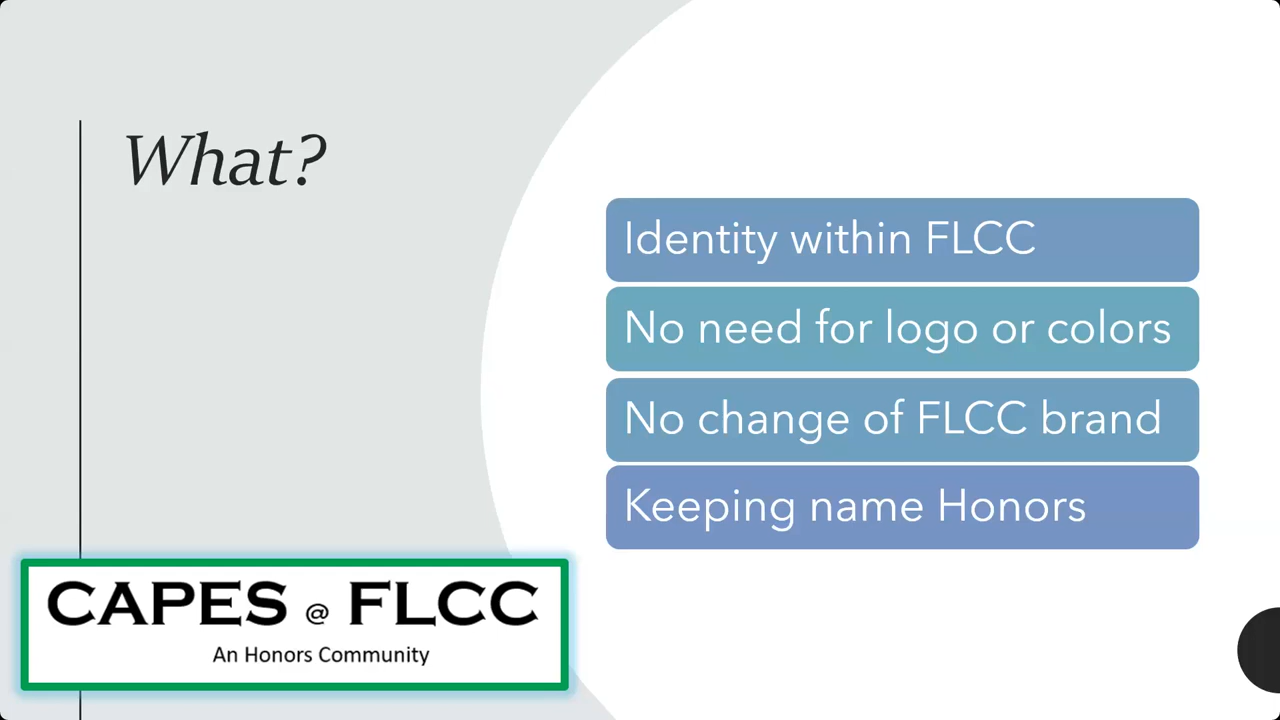 What?
Identity within FLCC
No need for logo or colors
No change of FLCC brand
Keeping name Honors
CAPES @ FLCC
An Honors Community